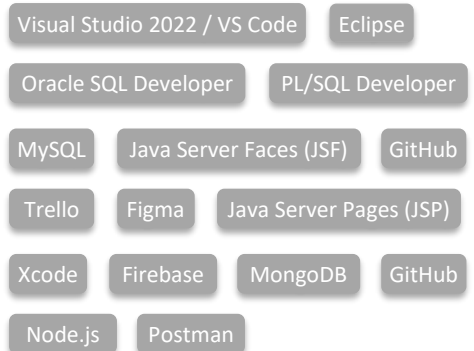 Visual Studio 2022 / VS Code Eclipse
Oracle SQL Developer PL/SQL Developer
MySQL Java Server Faces (JSF) GitHub
Trello Figma Java Server Pages (JSP)
Xcode Firebase MongoDB GitHub
Node.js Postman